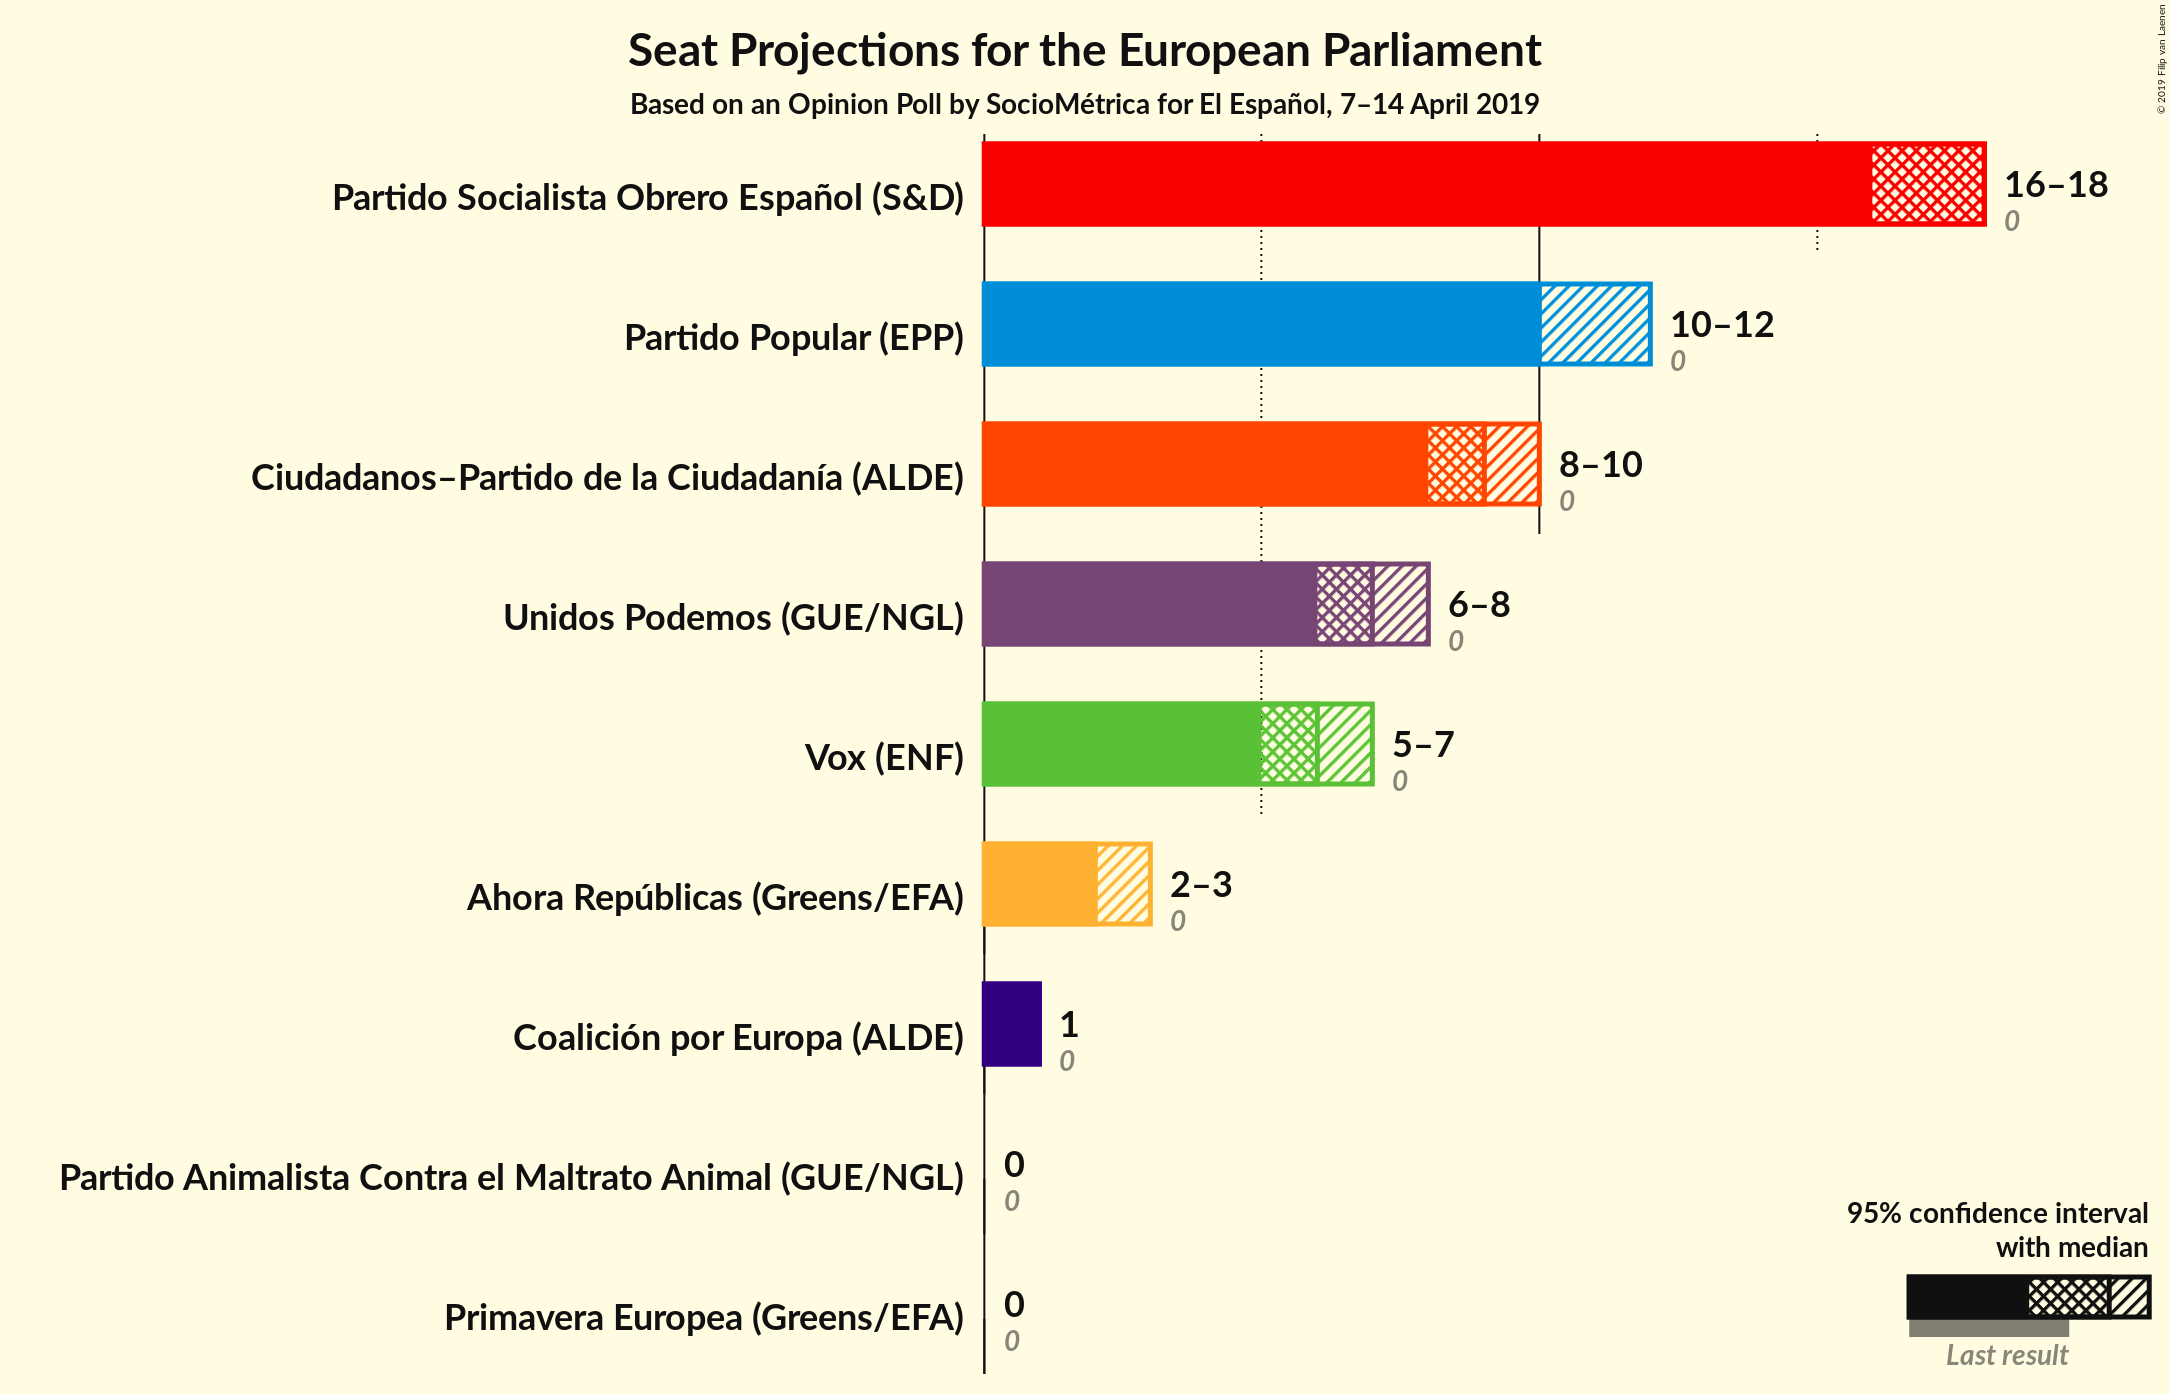 Seat Projections for the European Parliament
Based on an Opinion Poll by SocioMétrica for El Español, 7–14 April 2019
© 2019 Filip van Laenen
Partido Socialista Obrero Español (S&D)
16–18
0
Partido Popular (EPP)
10–12
0
Ciudadanos–Partido de la Ciudadanía (ALDE)
8–10
0
Unidos Podemos (GUE/NGL)
6–8
0
Vox (ENF)
5–7
0
Ahora Repúblicas (Greens/EFA)
2–3
0
Coalición por Europa (ALDE)
1
0
Partido Animalista Contra el Maltrato Animal (GUE/NGL)
0
0
Primavera Europea (Greens/EFA)
0
0
95% confidence interval
with median
Last result